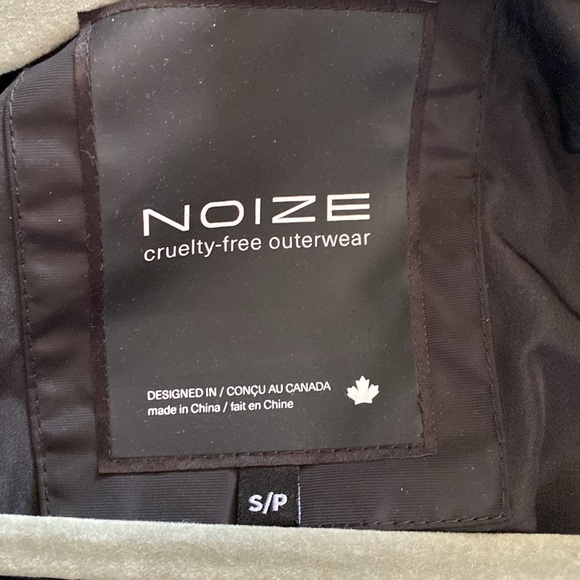 NOIZE
cruelty-free outerwear
DESIGNED IN / CONÇU AU CANADA
made in China / fait en Chine
S/P